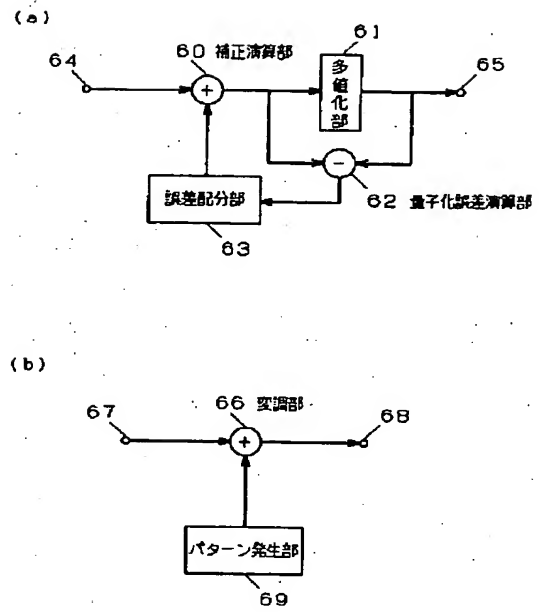 (a)
61
60 補正演算部
64
65
多値化部
誤差配分部
62 量子化誤差演算部
63
(b)
67
66 変調部
68
パターン発生部
69